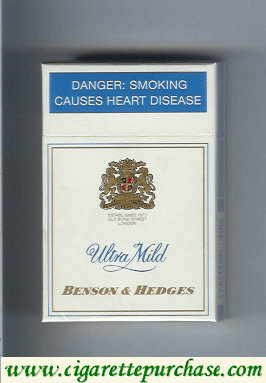 DANGER: SMOKING
CAUSES HEART DISEASE
ESTABLISHED 1873
OLD BOND STREET
LONDON
Ultra Mild
BENSON & HEDGES
www.cigarettepurchase.com